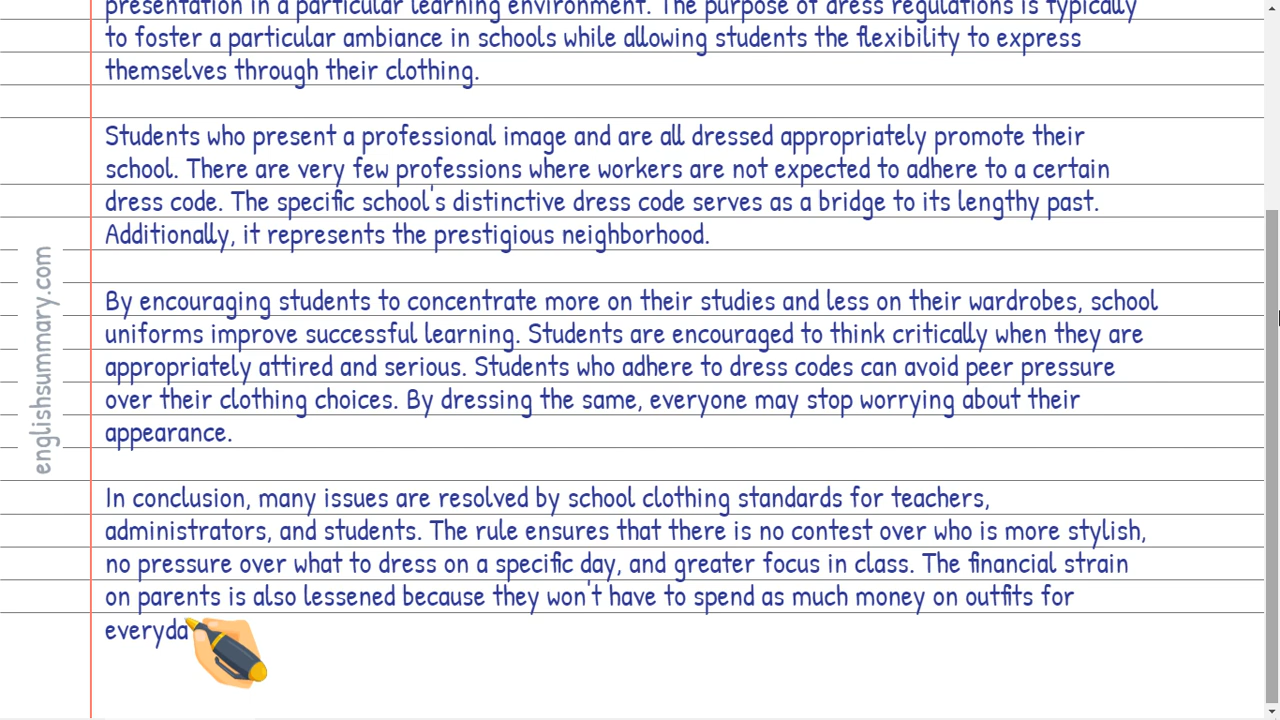 presentation in a particular learning environment. The purpose of dress regulations is typically
to foster a particular ambiance in schools while allowing students the flexibility to express
themselves through their clothing.
Students who present a professional image and are all dressed appropriately promote their
school. There are very few professions where workers are not expected to adhere to a certain
dress code. The specific school's distinctive dress code serves as a bridge to its lengthy past.
Additionally, it represents the prestigious neighborhood.
By encouraging students to concentrate more on their studies and less on their wardrobes, school
uniforms improve successful learning. Students are encouraged to think critically when they are
appropriately attired and serious. Students who adhere to dress codes can avoid peer pressure
over their clothing choices. By dressing the same, everyone may stop worrying about their
appearance.
In conclusion, many issues are resolved by school clothing standards for teachers,
administrators, and students. The rule ensures that there is no contest over who is more stylish,
no pressure over what to dress on a specific day, and greater focus in class. The financial strain
on parents is also lessened because they won't have to spend as much money on outfits for
everyda
englishsummary.com